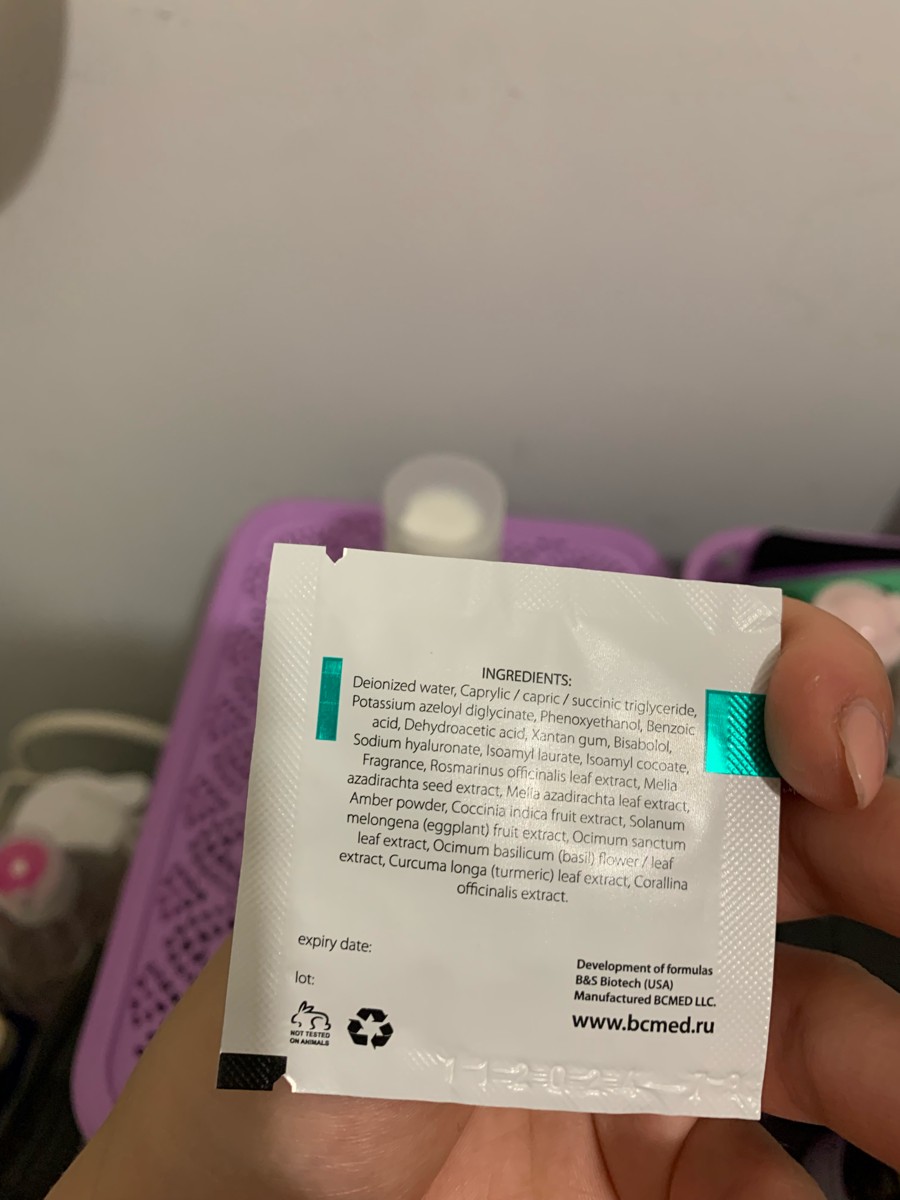 INGREDIENTS:
Deionized water, Caprylic / capric / succinic triglyceride,
Potassium azeloyl diglycinate, Phenoxyethanol, Benzoic
acid, Dehydroacetic acid, Xantan gum, Bisabolol,
Sodium hyaluronate, Isoamyl laurate, Isoamyl cocoate,
Fragrance, Rosmarinus officinalis leaf extract, Melia
azadirachta seed extract, Melia azadirachta leaf extract,
Amber powder, Coccinia indica fruit extract, Solanum
melongena (eggplant) fruit extract, Ocimum sanctum
leaf extract, Ocimum basilicum (basil) flower / leaf
extract, Curcuma longa (turmeric) leaf extract, Corallina
officinalis extract.
expiry date:
lot:
NOT TESTED
ON ANIMALS
Development of formulas
B&S Biotech (USA)
Manufactured BCMED LLC.
www.bcmed.ru